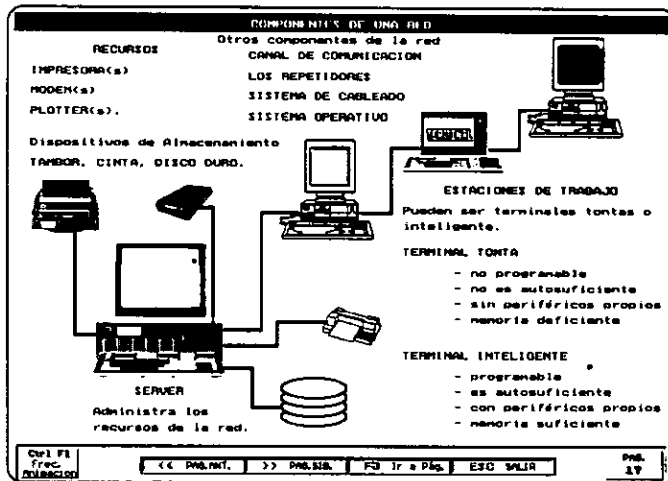 COMPONENTES DE UNA RED
RECURSOS
IMPRESORA(s)
MODEM(s)
PLOTTER(s).
Otros componentes de la red
CANAL DE COMUNICACION
LOS REPETIDORES
SISTEMA DE CABLEADO
SISTEMA OPERATIVO
Dispositivos de Almacenamiento
TAMBOR, CINTA, DISCO DURO.
ESTACIONES DE TRABAJO
Pueden ser terminales tontas o
inteligente.
TERMINAL TONTA
- no programable
- no es autosuficiente
- sin periféricos propios
- memoria deficiente
TERMINAL INTELIGENTE
- programable
- es autosuficiente
- con periféricos propios
- memoria suficiente
SERVER
Administra los
recursos de la red.
Ctrl F1
Frec.
Animacion
<< PAG.ANT.
>> PAG.SIG.
F3 Ir a Pág.
ESC SALIR
PAG.
17